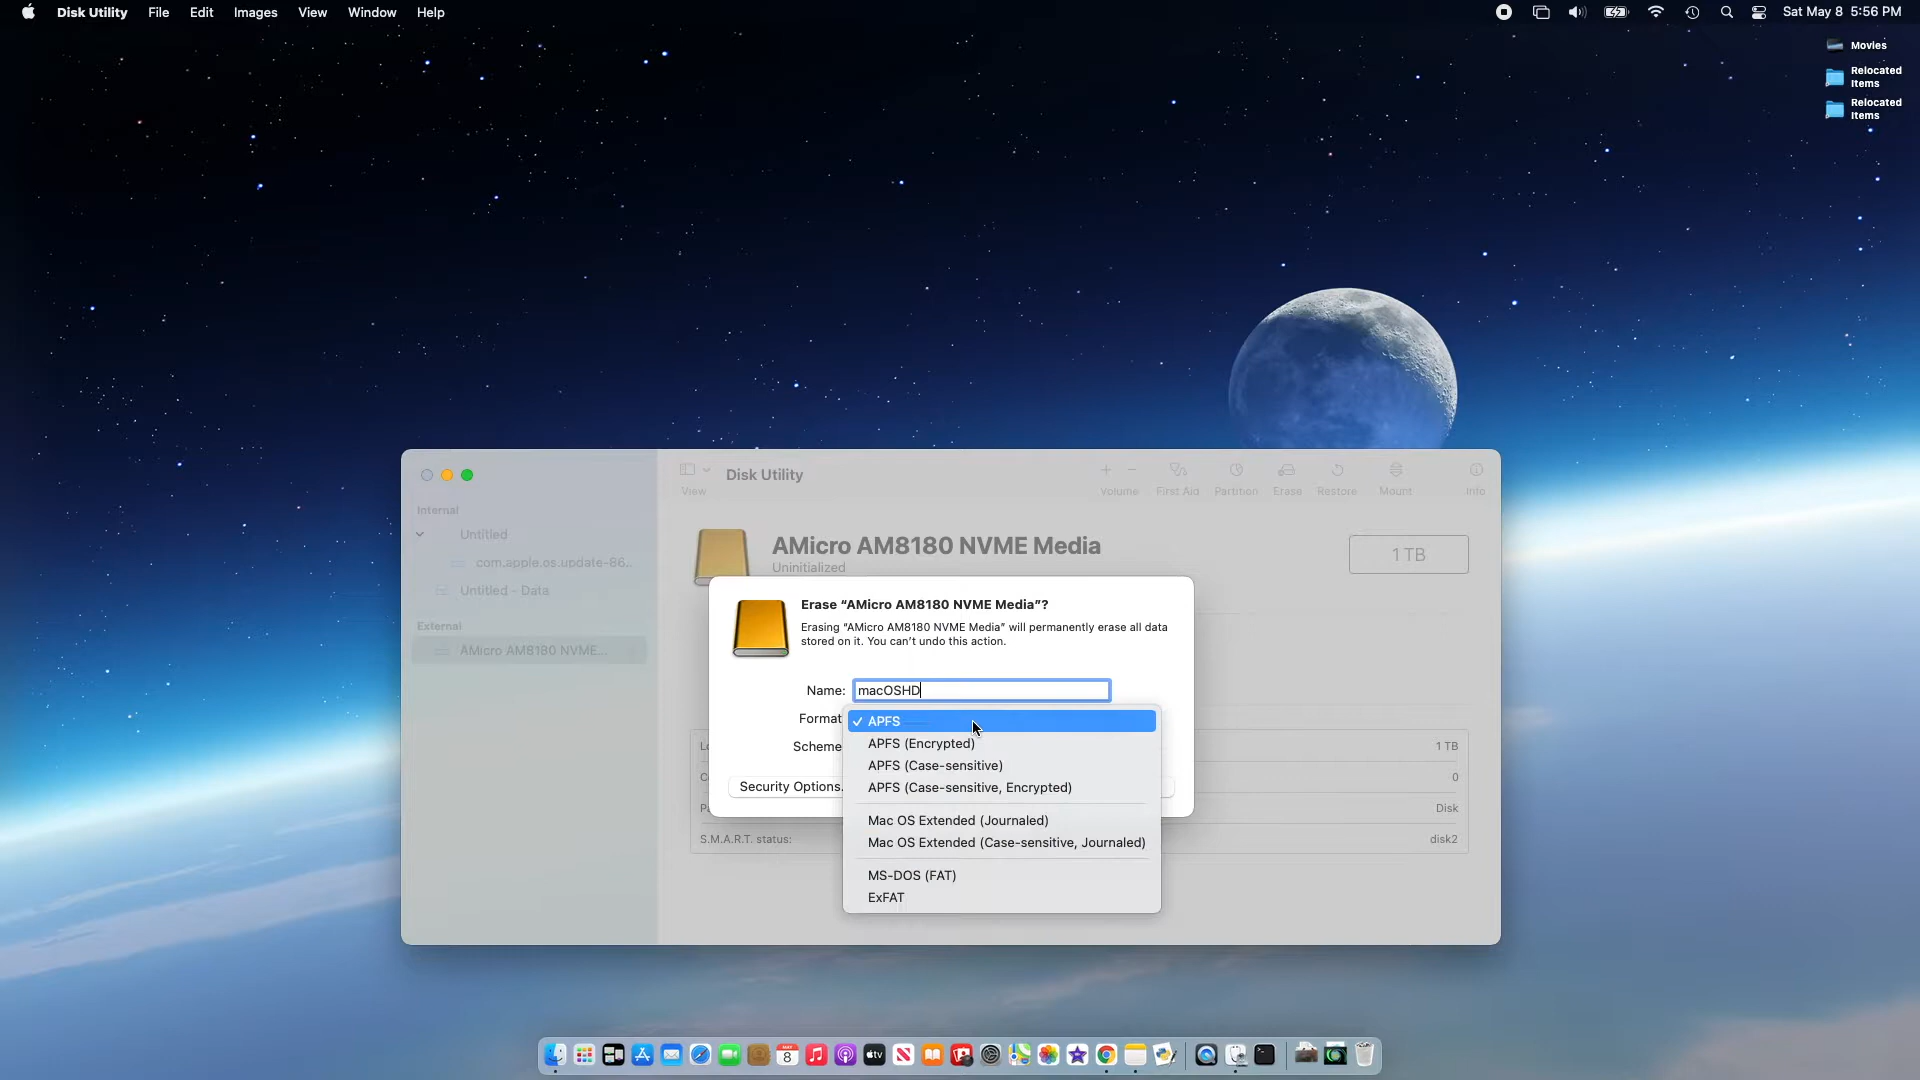 Disk Utility File Edit Images View Window Help
Sat May 8 5:56 PM
Movies
Relocated
Items
Relocated
Items
View
Disk Utility
Volume First Aid Partition Erase Restore Mount Info
Internal
Untitled
com.apple.os.update-86...
Untitled - Data
External
AMicro AM8180 NVME...
AMicro AM8180 NVME Media
Uninitialized
1 TB
Erase “AMicro AM8180 NVME Media”?
Erasing “AMicro AM8180 NVME Media” will permanently erase all data
stored on it. You can’t undo this action.
Name: macOSHD
Format
Scheme
Security Options.
✓ APFS
APFS (Encrypted)
APFS (Case-sensitive)
APFS (Case-sensitive, Encrypted)
Mac OS Extended (Journaled)
Mac OS Extended (Case-sensitive, Journaled)
MS-DOS (FAT)
ExFAT
1 TB
0
Disk
S.M.A.R.T. status:
disk2
MAY
8
tv